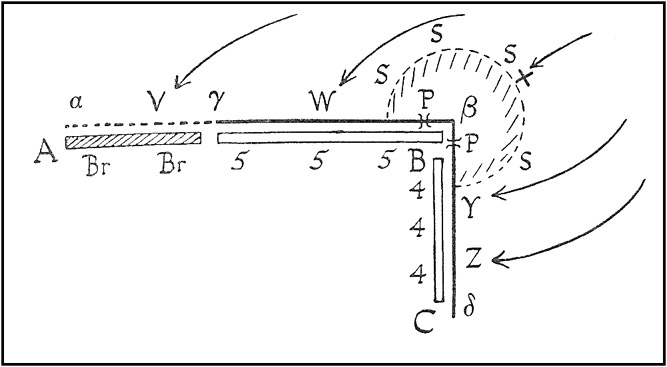 S
S S
α V γ W P β
A B P
Br Br 5 5 5 S
4 Y
4
4 Z
C δ